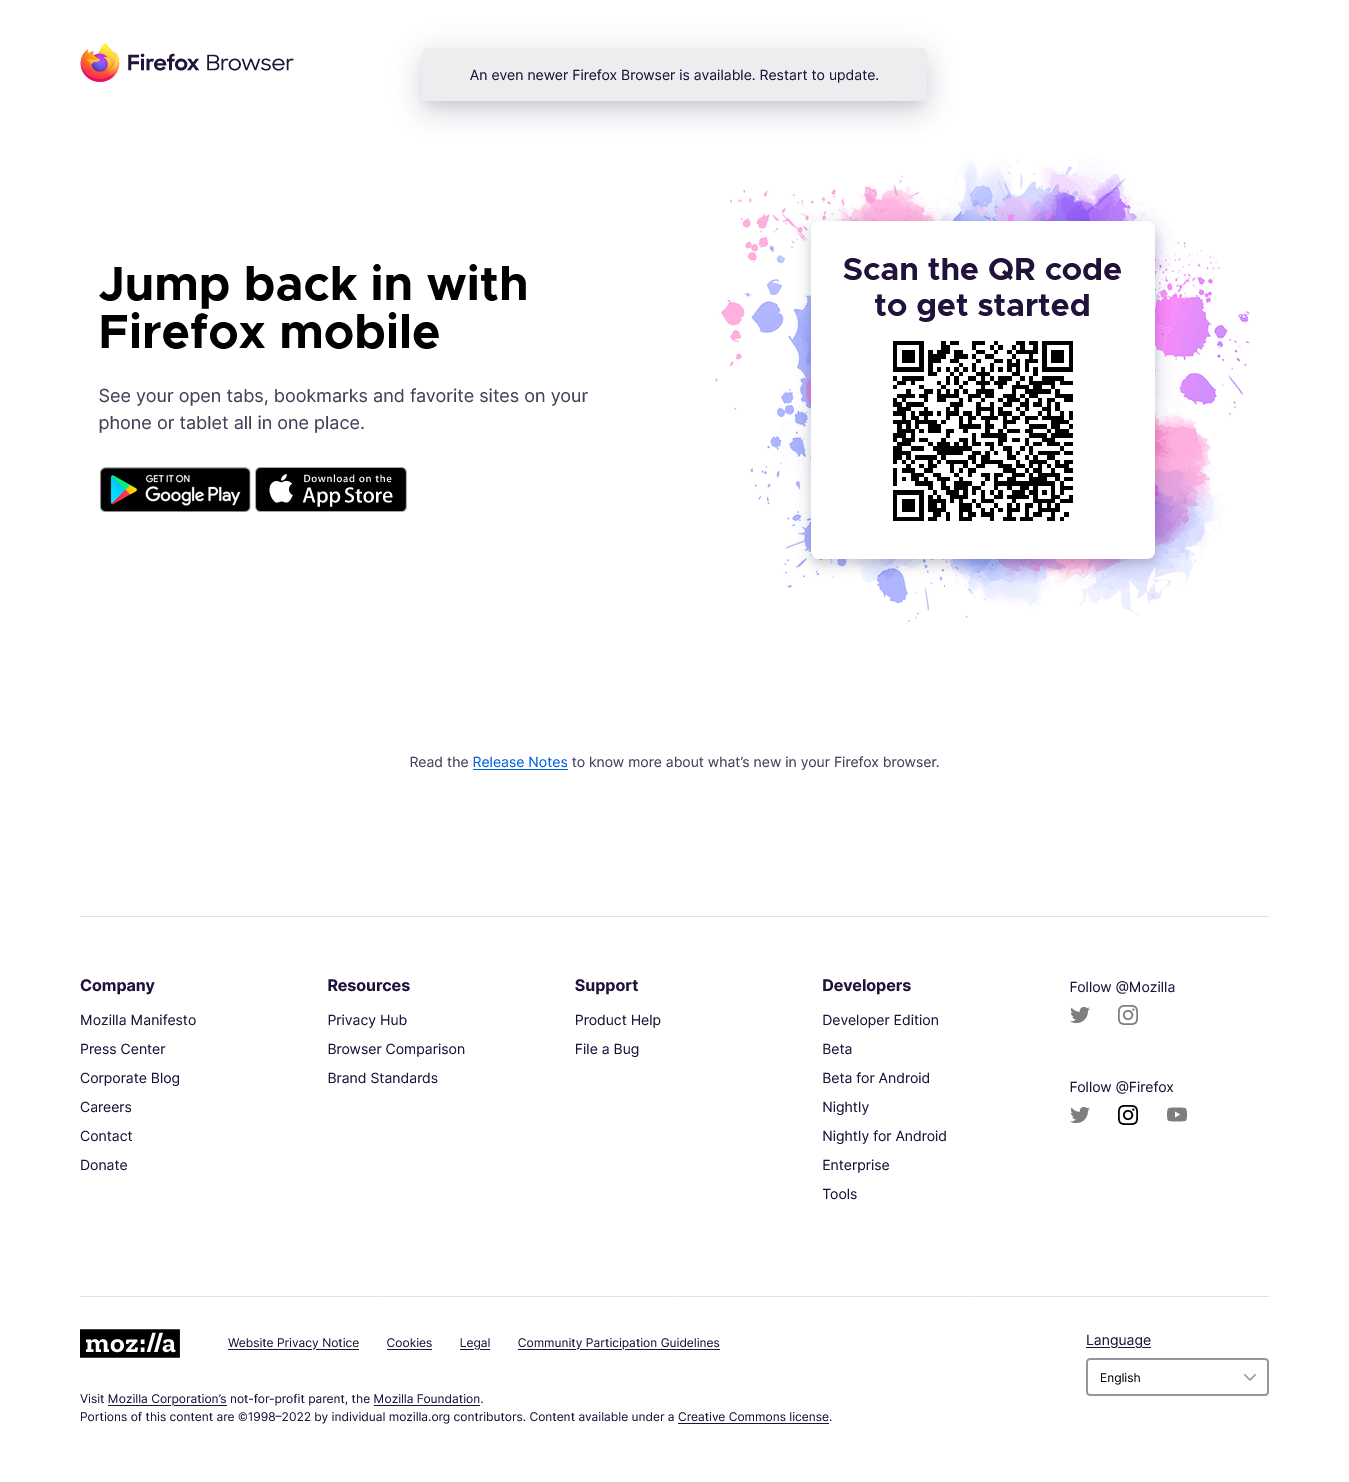 Firefox Browser
An even newer Firefox Browser is available. Restart to update.
Jump back in with
Firefox mobile
See your open tabs, bookmarks and favorite sites on your
phone or tablet all in one place.
GET IT ON
Google Play
Download on the
App Store
Scan the QR code
to get started
Read the Release Notes to know more about what’s new in your Firefox browser.
Company
Mozilla Manifesto
Press Center
Corporate Blog
Careers
Contact
Donate
Resources
Privacy Hub
Browser Comparison
Brand Standards
Support
Product Help
File a Bug
Developers
Developer Edition
Beta
Beta for Android
Nightly
Nightly for Android
Enterprise
Tools
Follow @Mozilla
Follow @Firefox
moz://a
Website Privacy Notice Cookies Legal Community Participation Guidelines
Language
English
Visit Mozilla Corporation’s not-for-profit parent, the Mozilla Foundation.
Portions of this content are ©1998–2022 by individual mozilla.org contributors. Content available under a Creative Commons license.